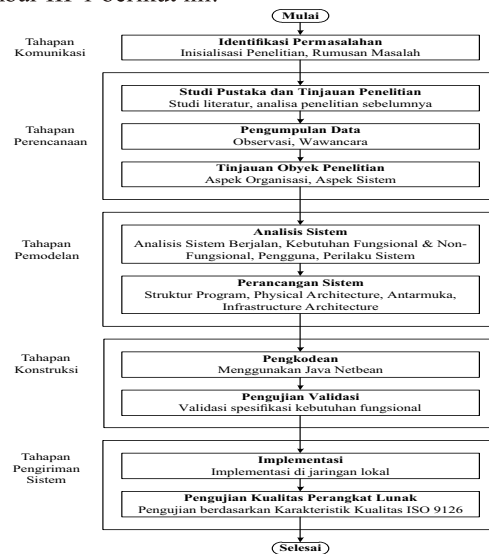 Mulai
Tahapan
Komunikasi
Identifikasi Permasalahan
Inisialisasi Penelitian, Rumusan Masalah
Tahapan
Perencanaan
Studi Pustaka dan Tinjauan Penelitian
Studi literatur, analisa penelitian sebelumnya
Pengumpulan Data
Observasi, Wawancara
Tinjauan Obyek Penelitian
Aspek Organisasi, Aspek Sistem
Tahapan
Pemodelan
Analisis Sistem
Analisis Sistem Berjalan, Kebutuhan Fungsional & Non-
Fungsional, Pengguna, Perilaku Sistem
Perancangan Sistem
Struktur Program, Physical Architecture, Antarmuka,
Infrastructure Architecture
Tahapan
Konstruksi
Pengkodean
Menggunakan Java Netbean
Pengujian Validasi
Validasi spesifikasi kebutuhan fungsional
Tahapan
Pengiriman
Sistem
Implementasi
Implementasi di jaringan lokal
Pengujian Kualitas Perangkat Lunak
Pengujian berdasarkan Karakteristik Kualitas ISO 9126
Selesai